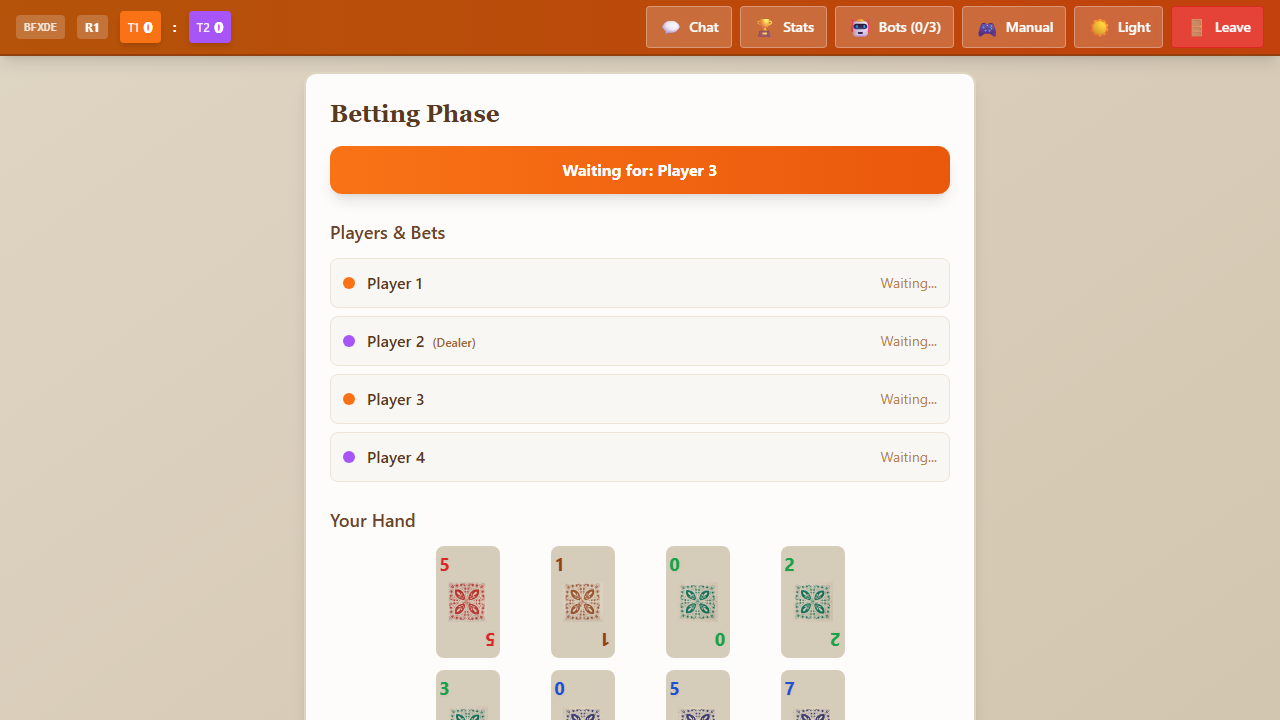 BFXDE R1 T1 0 : T2 0 Chat Stats Bots (0/3) Manual Light Leave
Betting Phase
Waiting for: Player 3
Players & Bets
Player 1 Waiting...
Player 2 (Dealer) Waiting...
Player 3 Waiting...
Player 4 Waiting...
Your Hand
5 1 0 2
5 1 0 2
3 0 5 7